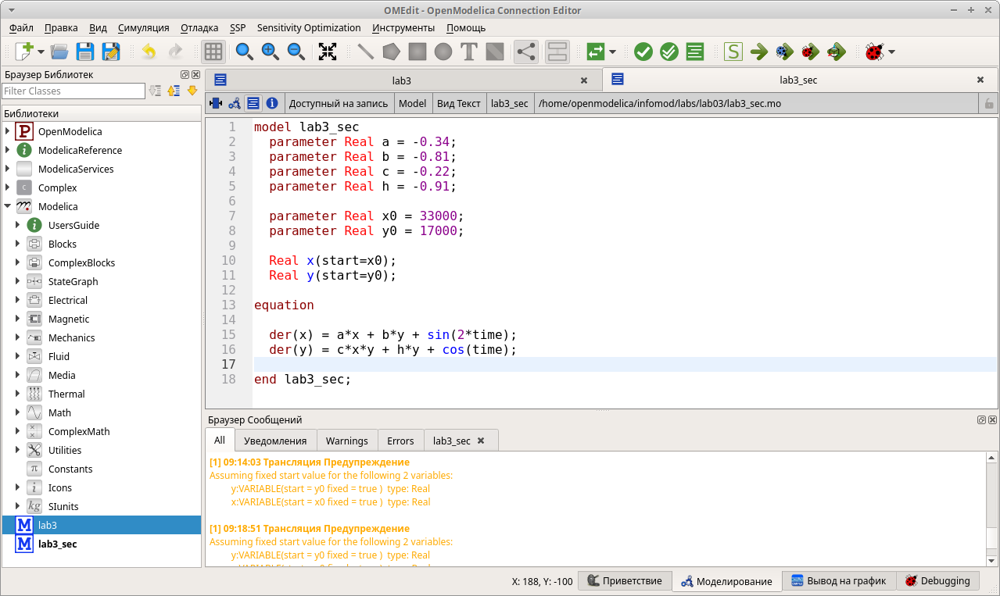 OMEdit - OpenModelica Connection Editor
Файл Правка Вид Симуляция Отладка SSP Sensitivity Optimization Инструменты Помощь
Браузер Библиотек
Filter Classes
Библиотеки
OpenModelica
ModelicaReference
ModelicaServices
Complex
Modelica
UsersGuide
Blocks
ComplexBlocks
StateGraph
Electrical
Magnetic
Mechanics
Fluid
Media
Thermal
Math
ComplexMath
Utilities
Constants
Icons
SIunits
lab3
lab3_sec
lab3 lab3_sec
Доступный на запись Model Вид Текст lab3_sec /home/openmodelica/infomod/labs/lab03/lab3_sec.mo
1 model lab3_sec
2 parameter Real a = -0.34;
3 parameter Real b = -0.81;
4 parameter Real c = -0.22;
5 parameter Real h = -0.91;
6
7 parameter Real x0 = 33000;
8 parameter Real y0 = 17000;
9
10 Real x(start=x0);
11 Real y(start=y0);
12
13 equation
14
15 der(x) = a*x + b*y + sin(2*time);
16 der(y) = c*x*y + h*y + cos(time);
17
18 end lab3_sec;
Браузер Сообщений
All Уведомления Warnings Errors lab3_sec
[1] 09:14:03 Трансляция Предупреждение
Assuming fixed start value for the following 2 variables:
y:VARIABLE(start = y0 fixed = true ) type: Real
x:VARIABLE(start = x0 fixed = true ) type: Real
[1] 09:18:51 Трансляция Предупреждение
Assuming fixed start value for the following 2 variables:
y:VARIABLE(start = y0 fixed = true ) type: Real
X: 188, Y: -100 Приветствие Моделирование Вывод на график Debugging